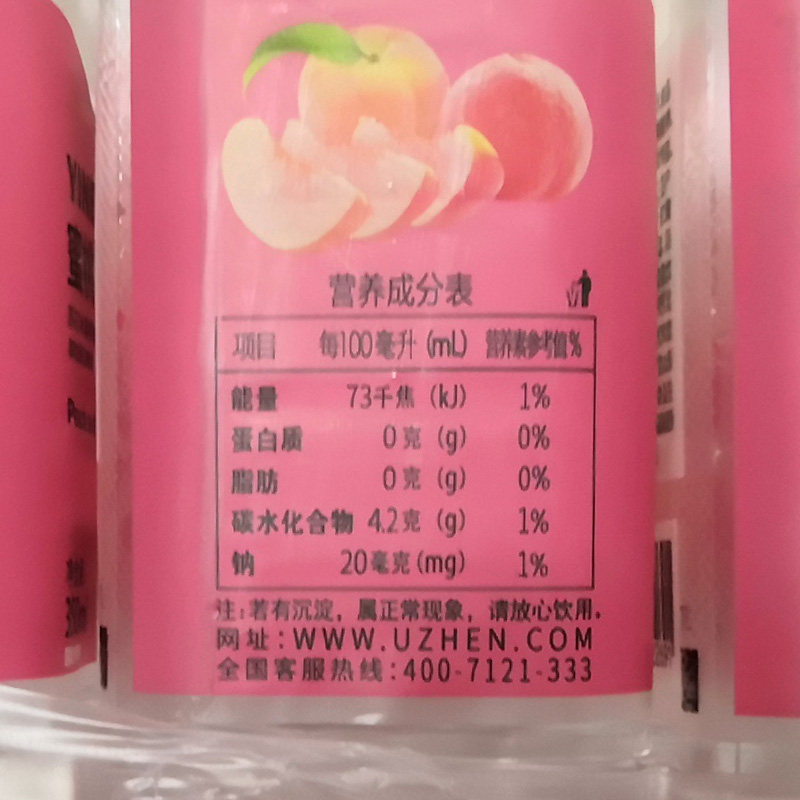 营养成分表
项目 每100毫升(mL) 营养素参考值%
能量 73千焦(kJ) 1%
蛋白质 0克(g) 0%
脂肪 0克(g) 0%
碳水化合物 4.2克(g) 1%
钠 20毫克(mg) 1%
注:若有沉淀，属正常现象，请放心饮用。
网址:WWW.UZHEN.COM
全国客服热线:400-7121-333